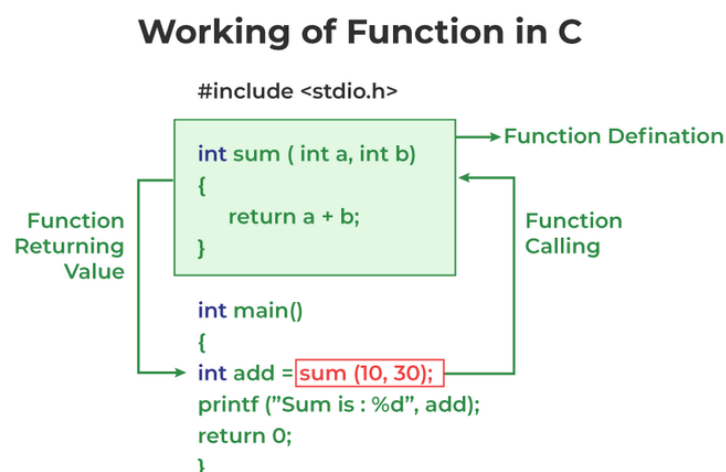 Working of Function in C
#include <stdio.h>
int sum ( int a, int b)
{
return a + b;
}
Function Defination
Function
Calling
Function
Returning
Value
int main()
{
int add = sum (10, 30);
printf (”Sum is : %d”, add);
return 0;
}